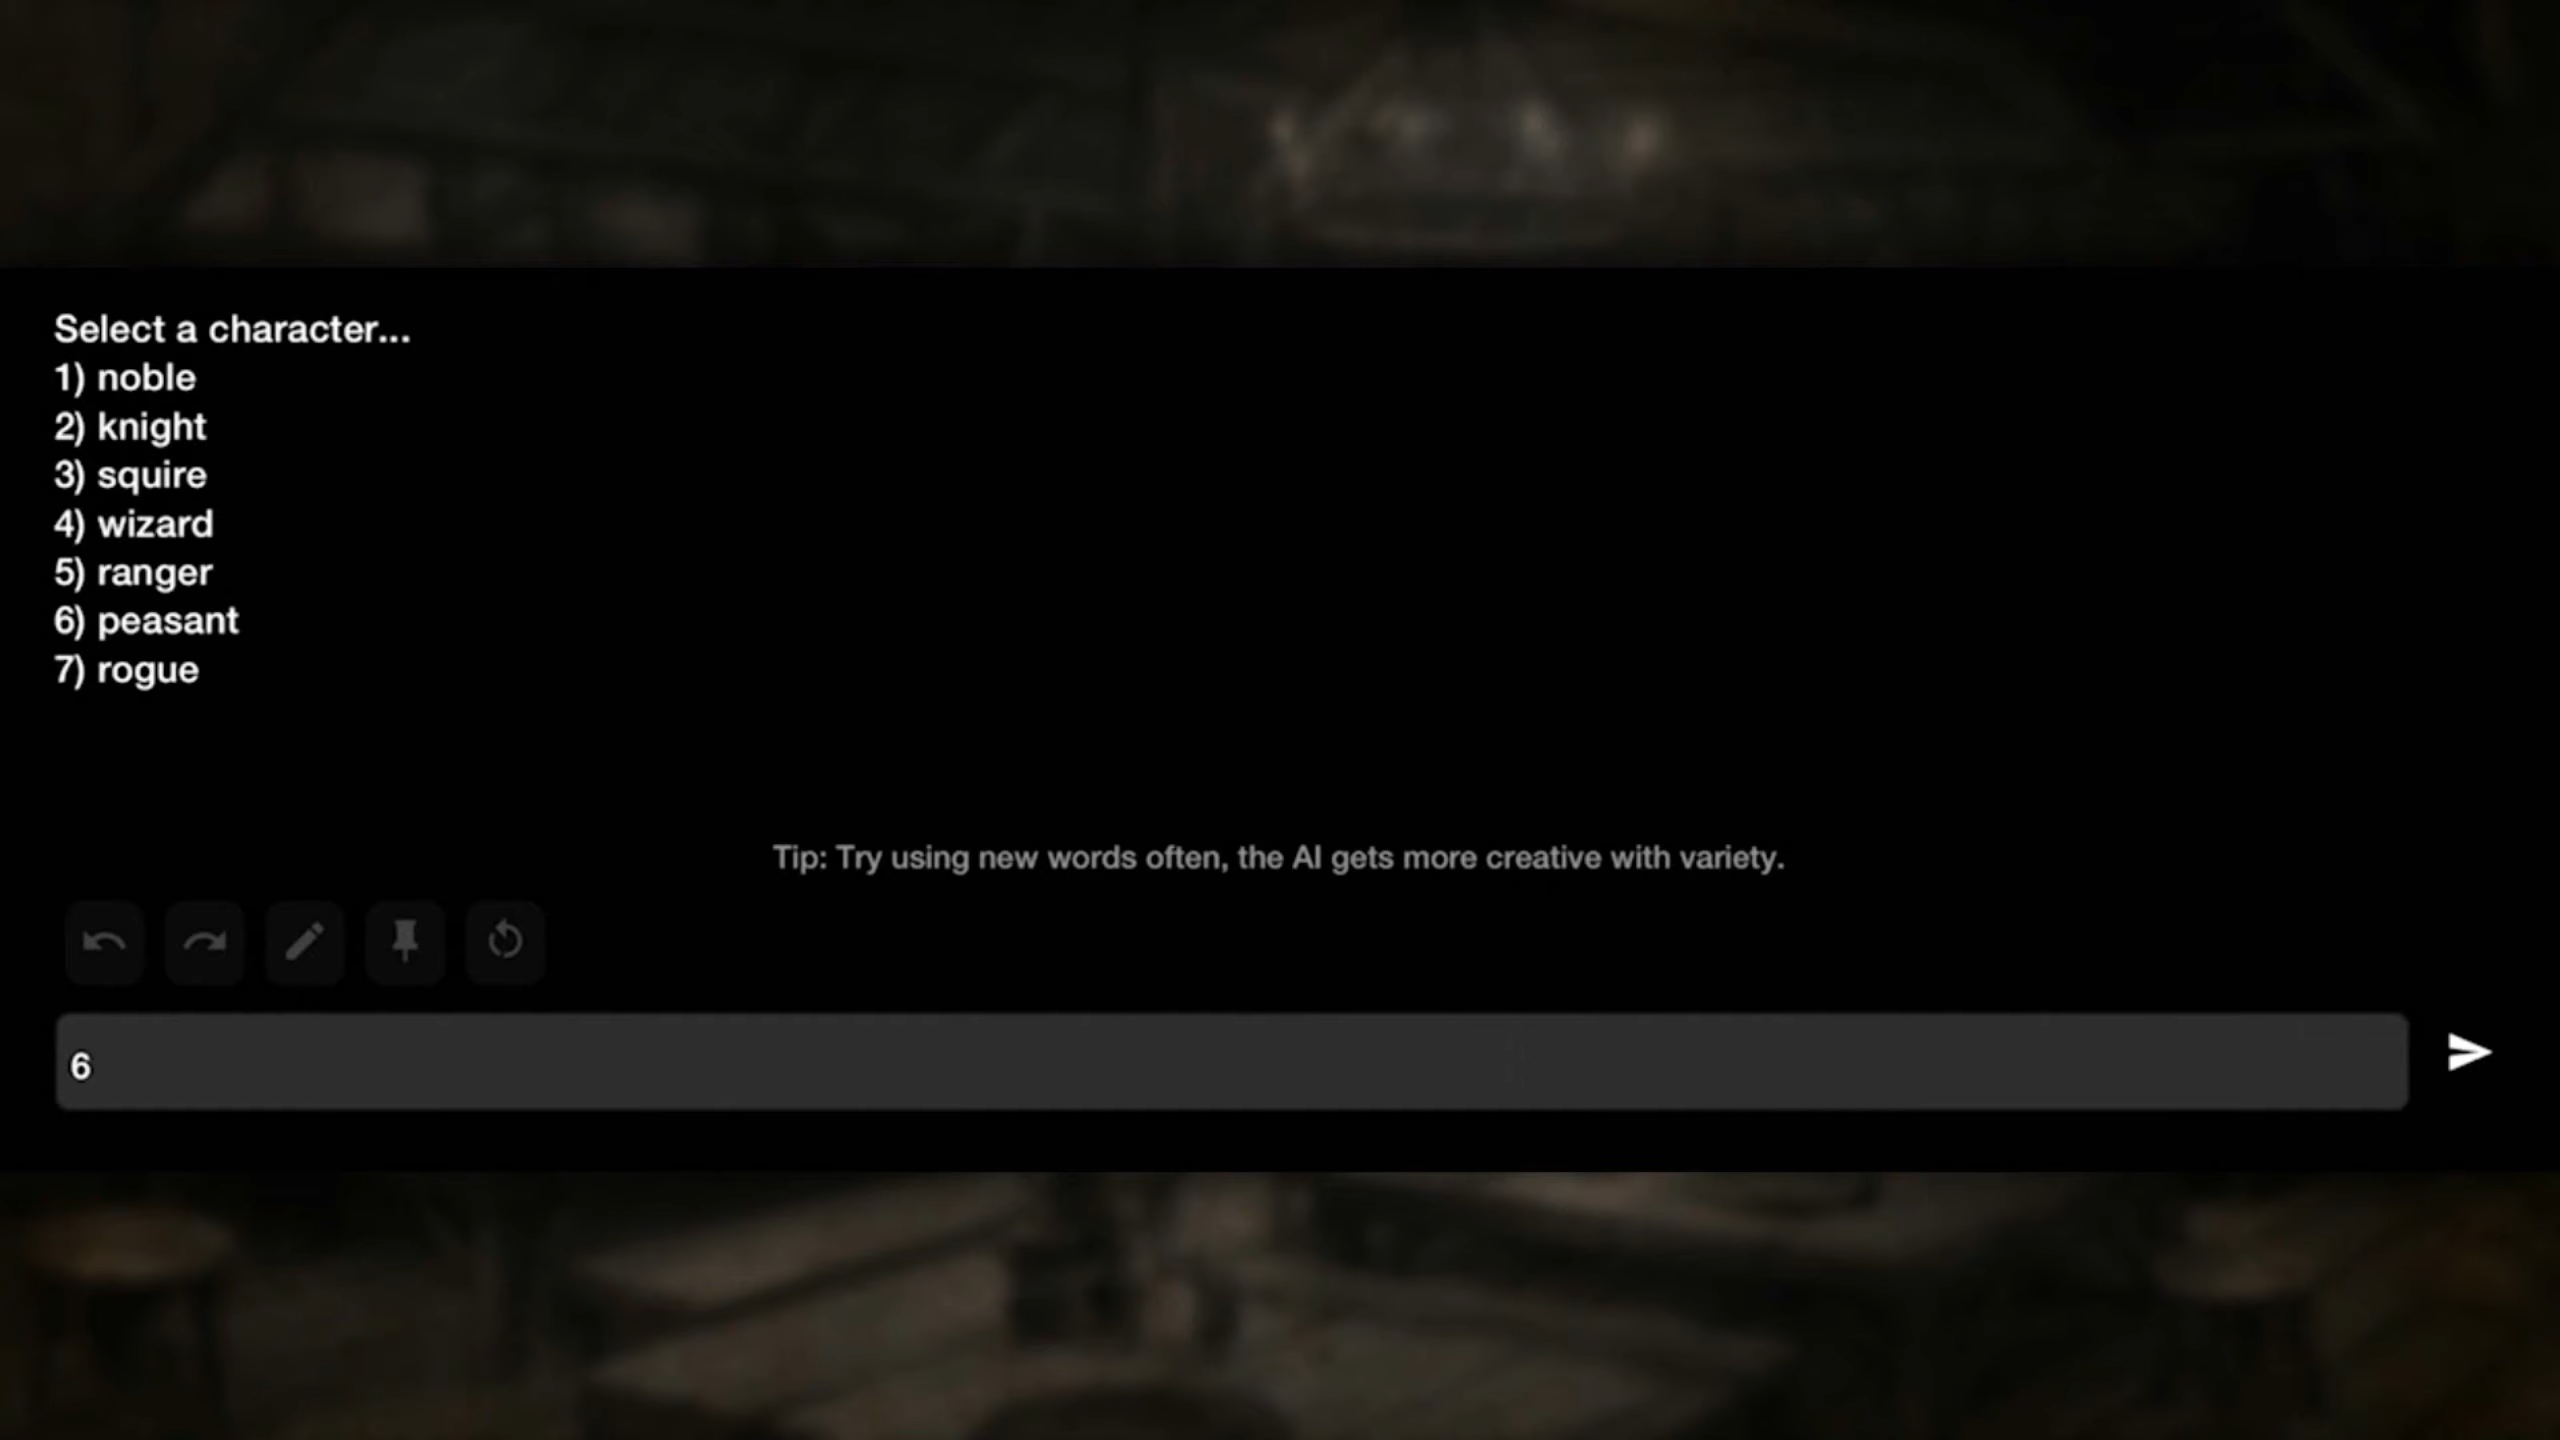 Select a character...
1) noble
2) knight
3) squire
4) wizard
5) ranger
6) peasant
7) rogue
Tip: Try using new words often, the AI gets more creative with variety.
6